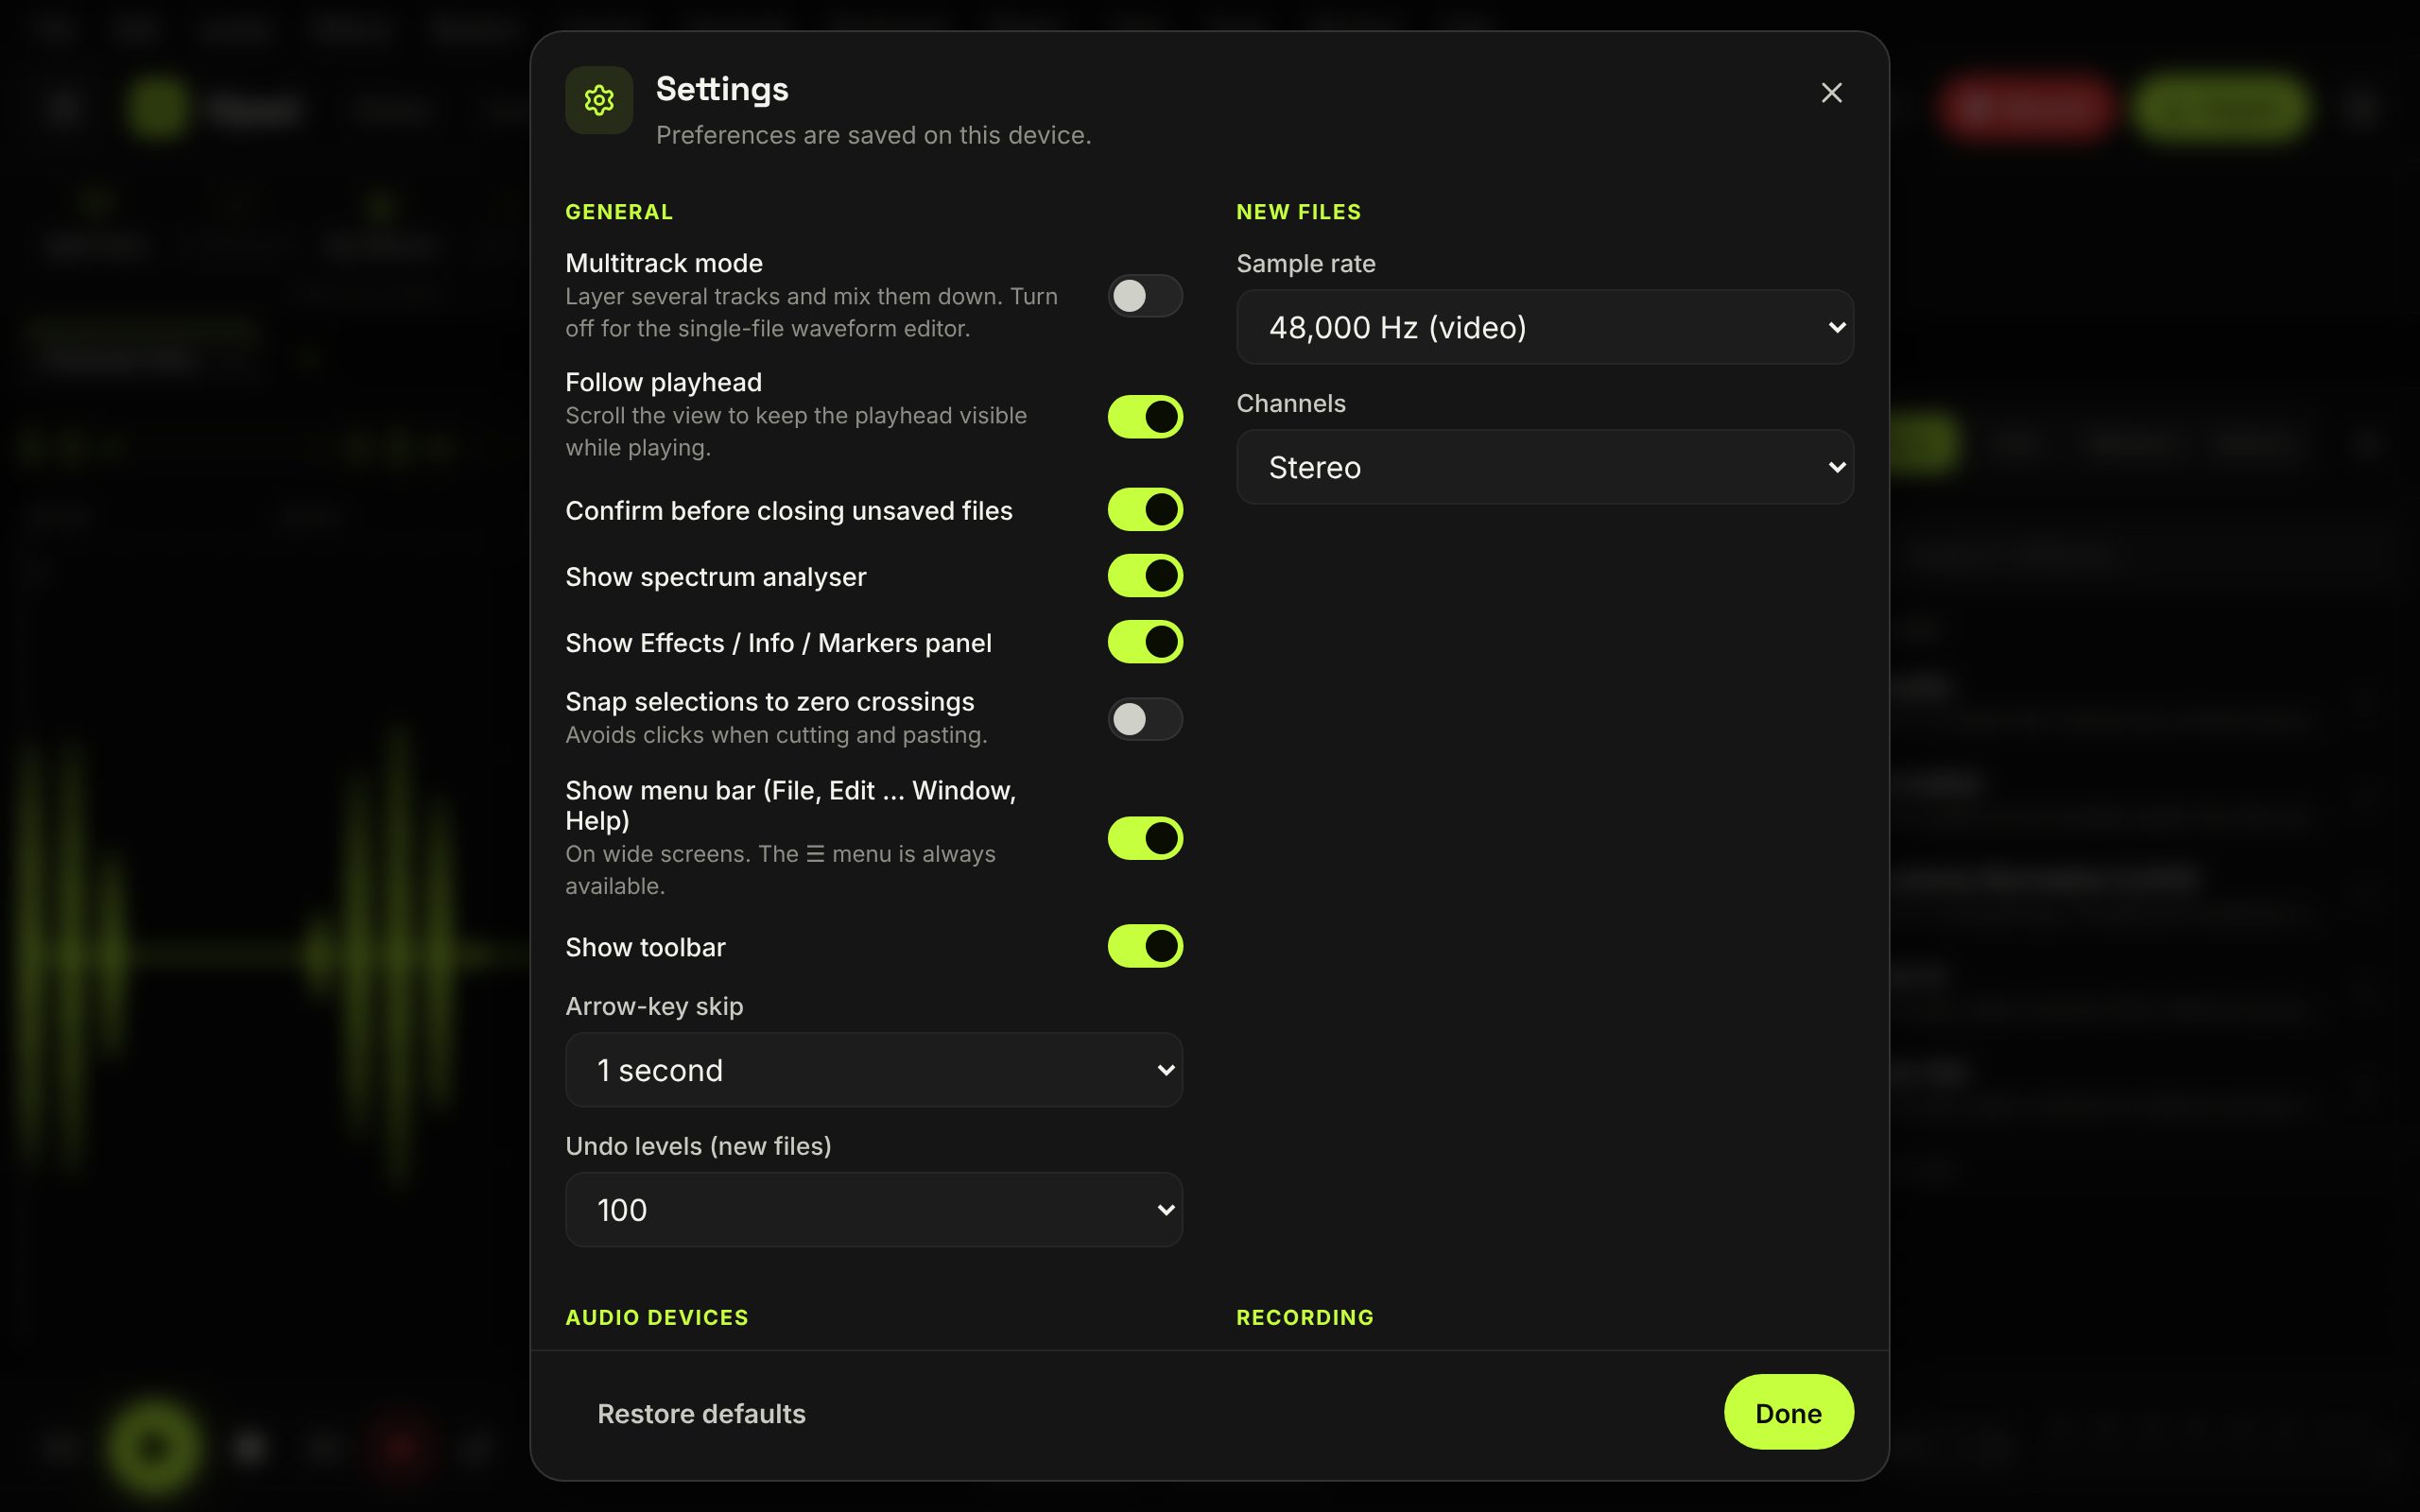 Settings
Preferences are saved on this device.
GENERAL
Multitrack mode
Layer several tracks and mix them down. Turn
off for the single-file waveform editor.
Follow playhead
Scroll the view to keep the playhead visible
while playing.
Confirm before closing unsaved files
Show spectrum analyser
Show Effects / Info / Markers panel
Snap selections to zero crossings
Avoids clicks when cutting and pasting.
Show menu bar (File, Edit … Window,
Help)
On wide screens. The ☰ menu is always
available.
Show toolbar
Arrow-key skip
1 second
Undo levels (new files)
100
NEW FILES
Sample rate
48,000 Hz (video)
Channels
Stereo
AUDIO DEVICES
RECORDING
Restore defaults
Done